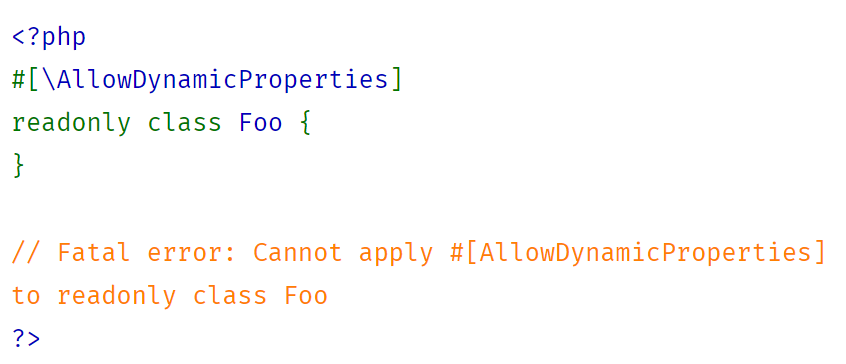 <?php
#[\AllowDynamicProperties]
readonly class Foo {
}
// Fatal error: Cannot apply #[AllowDynamicProperties]
to readonly class Foo
?>